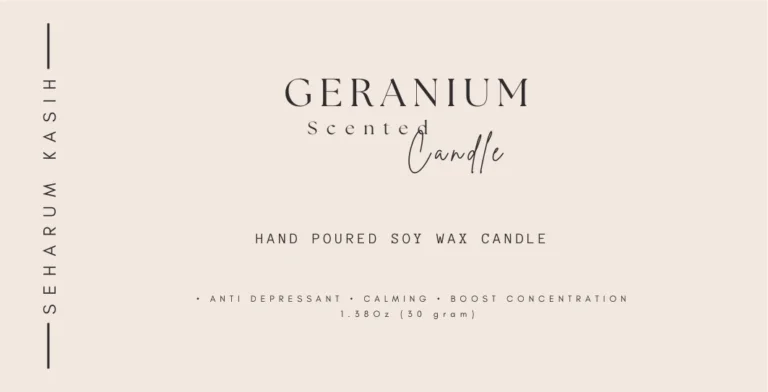 SEHARUM KASIH
GERANIUM
Scented
Candle
HAND POURED SOY WAX CANDLE
• ANTI DEPRESSANT • CALMING • BOOST CONCENTRATION
1.38Oz (30 gram)